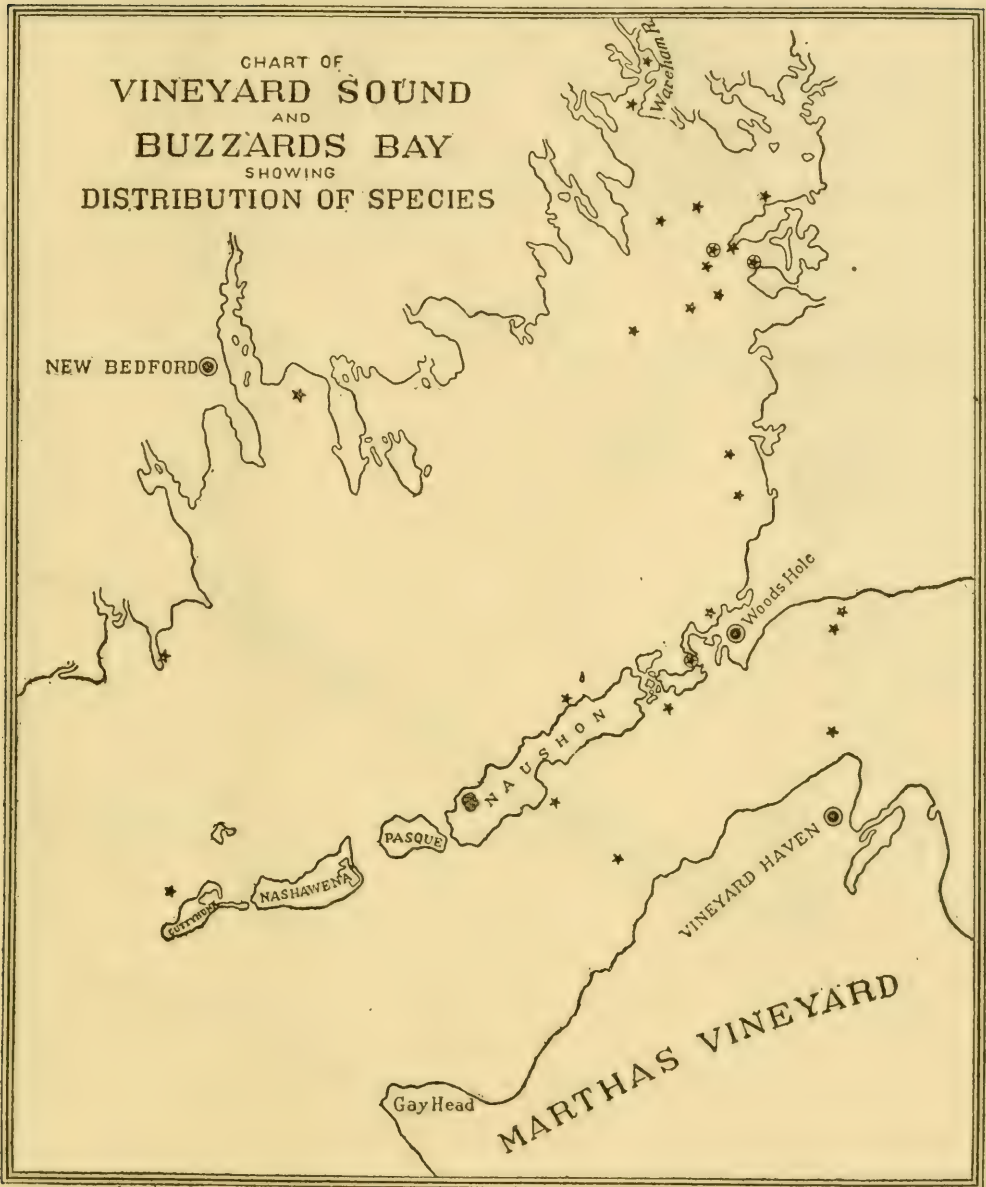 CHART OF
VINEYARD SOUND
AND
BUZZARDS BAY
SHOWING
DISTRIBUTION OF SPECIES
Wareham R.
NEW BEDFORD
Woods Hole
NAUSHON
PASQUE
NASHAWENA
CUTTYHUNK
VINEYARD HAVEN
MARTHAS VINEYARD
Gay Head